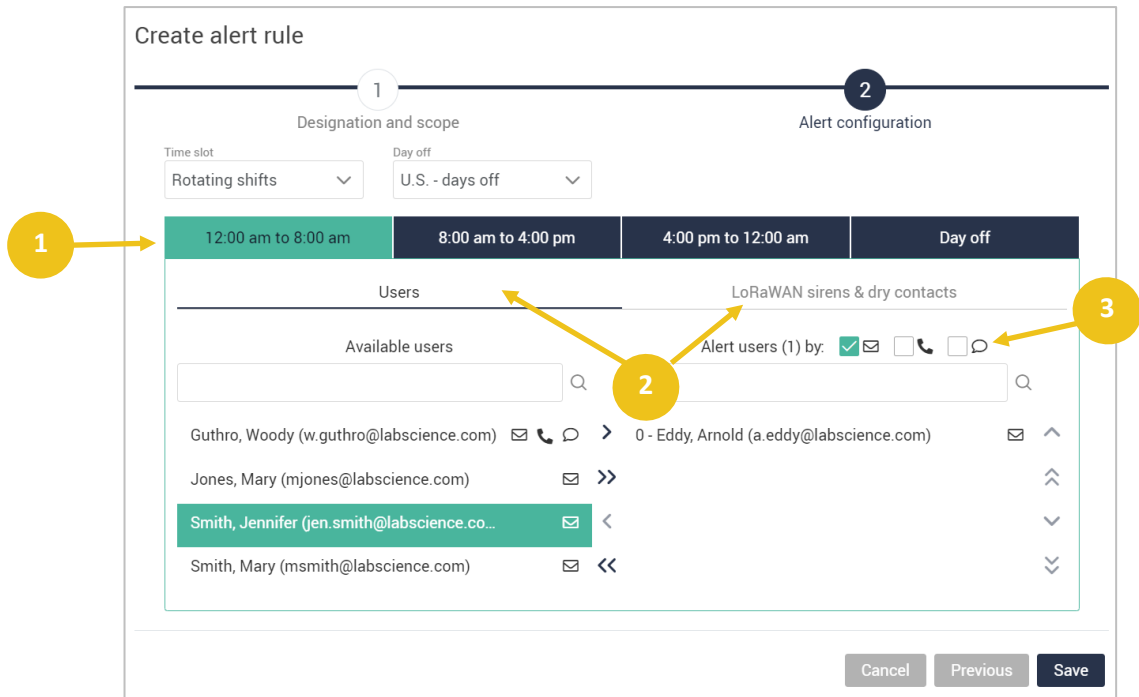 Create alert rule
1
2
Designation and scope
Alert configuration
Time slot
Day off
Rotating shifts
U.S. - days off
1
12:00 am to 8:00 am
8:00 am to 4:00 pm
4:00 pm to 12:00 am
Day off
Users
LoRaWAN sirens & dry contacts
3
Available users
Alert users (1) by:
2
Guthro, Woody (w.guthro@labscience.com)
0 - Eddy, Arnold (a.eddy@labscience.com)
Jones, Mary (mjones@labscience.com)
Smith, Jennifer (jen.smith@labscience.co...
Smith, Mary (msmith@labscience.com)
Cancel
Previous
Save